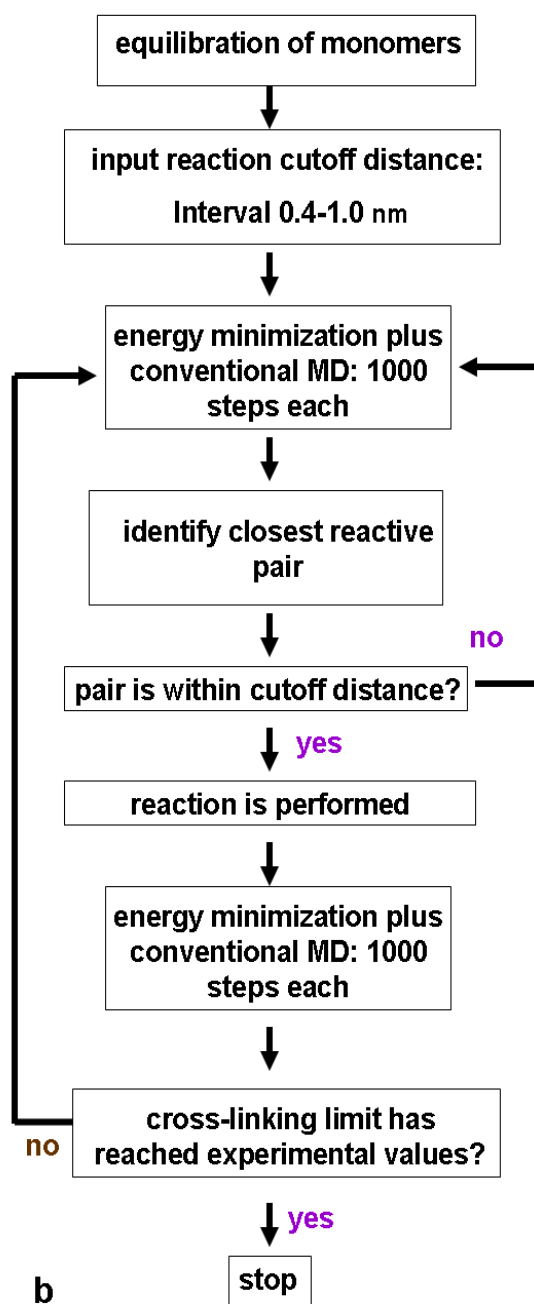 equilibration of monomers
input reaction cutoff distance:
Interval 0.4-1.0 nm
energy minimization plus
conventional MD: 1000
steps each
identify closest reactive
pair
no
pair is within cutoff distance?
yes
reaction is performed
energy minimization plus
conventional MD: 1000
steps each
cross-linking limit has
no
reached experimental values?
yes
stop
b